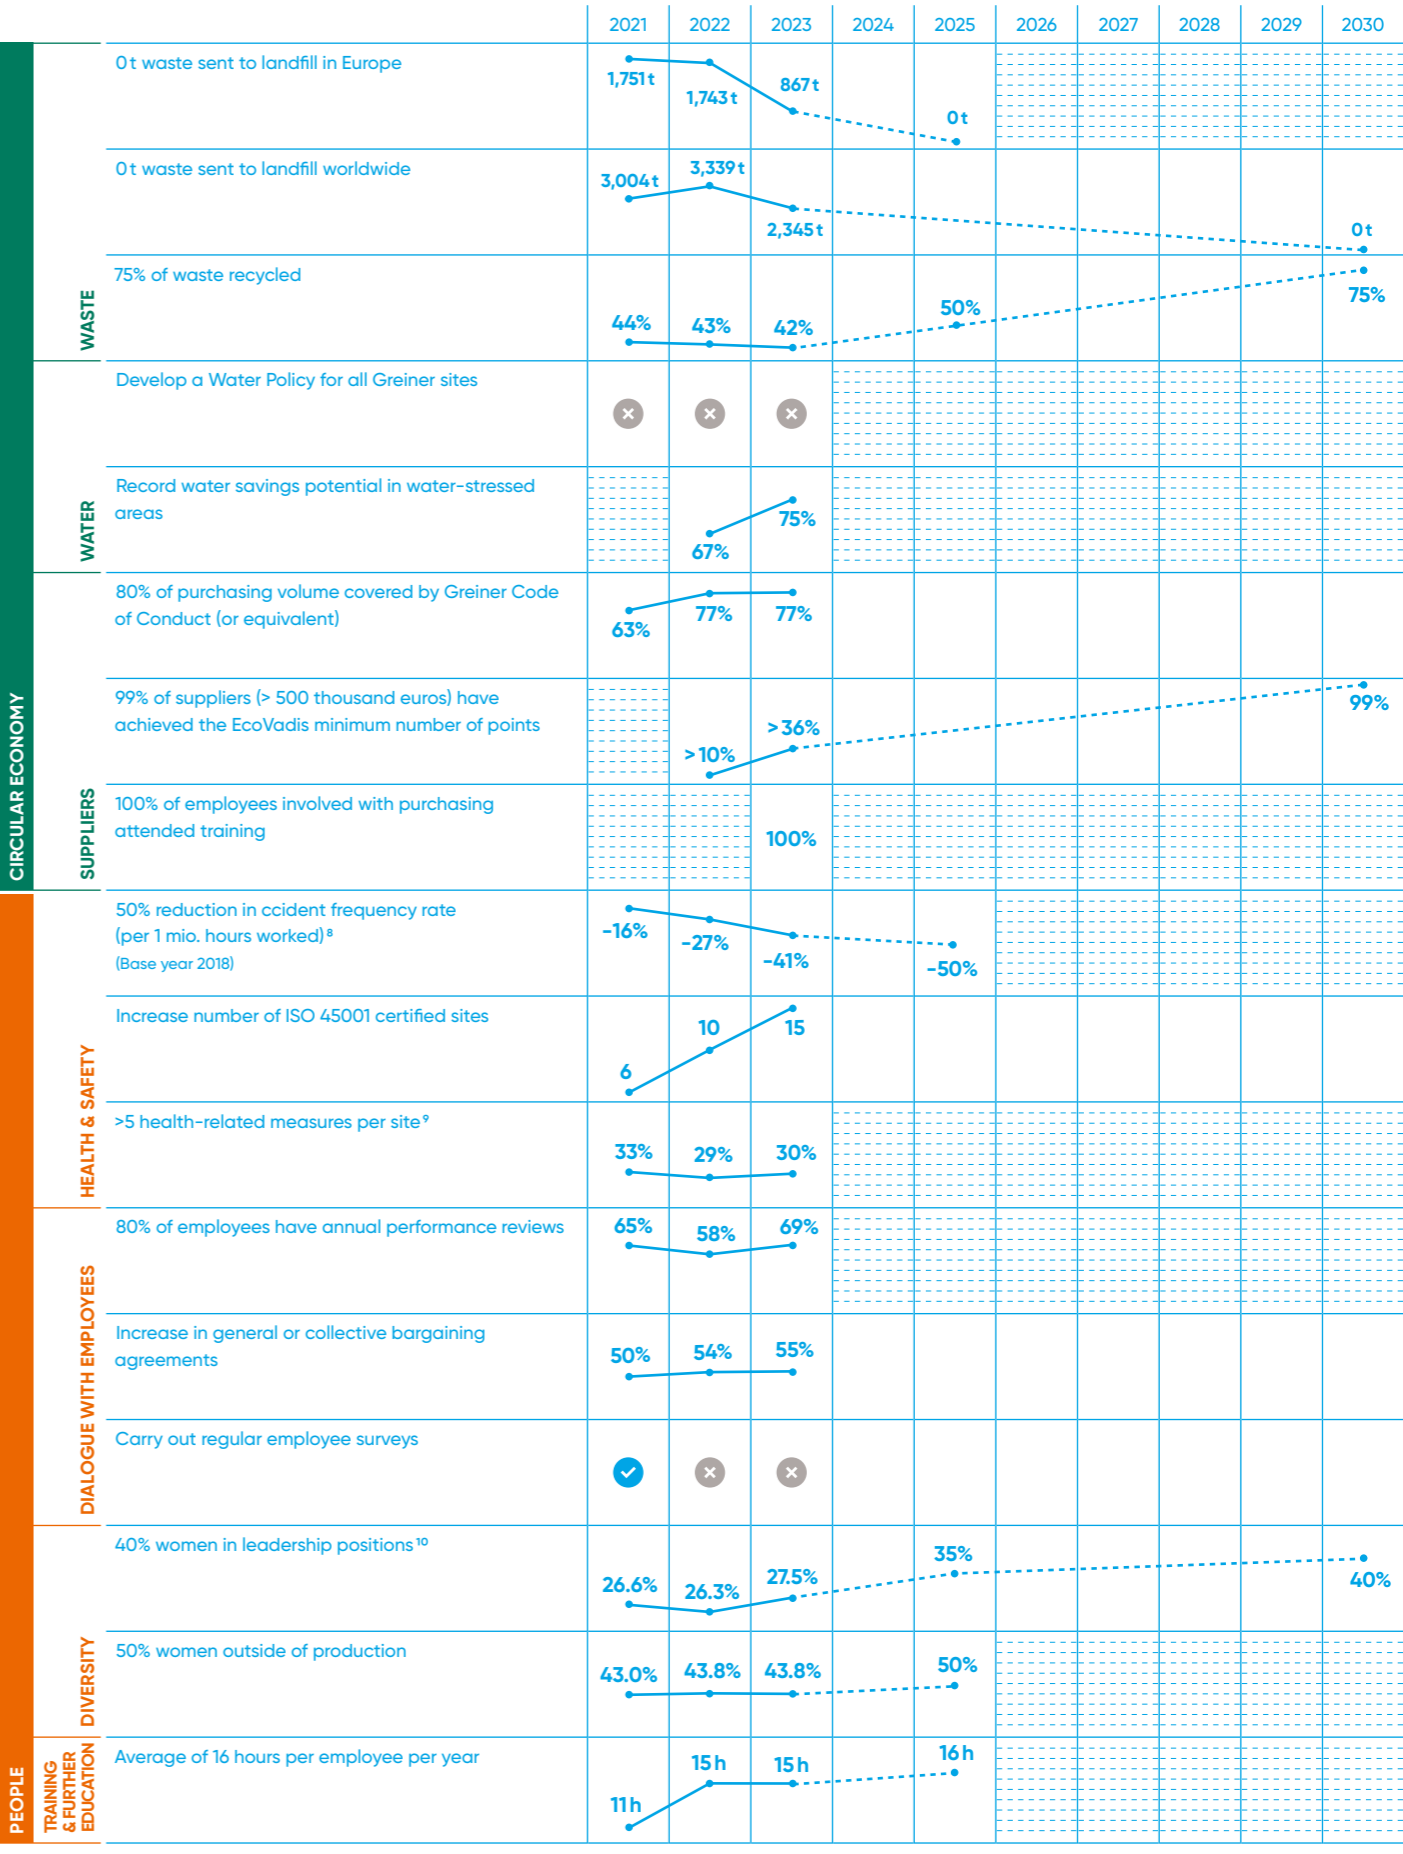 2021 2022 2023 2024 2025 2026 2027 2028 2029 2030
CIRCULAR ECONOMY
WASTE
0 t waste sent to landfill in Europe
1,751 t 1,743 t 867 t 0 t
0 t waste sent to landfill worldwide
3,004 t 3,339 t 2,345 t 0 t
75% of waste recycled
44% 43% 42% 50% 75%
WATER
Develop a Water Policy for all Greiner sites
Record water savings potential in water-stressed
areas
67% 75%
SUPPLIERS
80% of purchasing volume covered by Greiner Code
of Conduct (or equivalent)
63% 77% 77%
99% of suppliers (> 500 thousand euros) have
achieved the EcoVadis minimum number of points
>10% >36% 99%
100% of employees involved with purchasing
attended training
100%
PEOPLE
HEALTH & SAFETY
50% reduction in ccident frequency rate
(per 1 mio. hours worked) 8
(Base year 2018)
-16% -27% -41% -50%
Increase number of ISO 45001 certified sites
6 10 15
>5 health-related measures per site 9
33% 29% 30%
DIALOGUE WITH EMPLOYEES
80% of employees have annual performance reviews
65% 58% 69%
Increase in general or collective bargaining
agreements
50% 54% 55%
Carry out regular employee surveys
DIVERSITY
40% women in leadership positions 10
26.6% 26.3% 27.5% 35% 40%
50% women outside of production
43.0% 43.8% 43.8% 50%
TRAINING
& FURTHER
EDUCATION
Average of 16 hours per employee per year
11 h 15 h 15 h 16 h